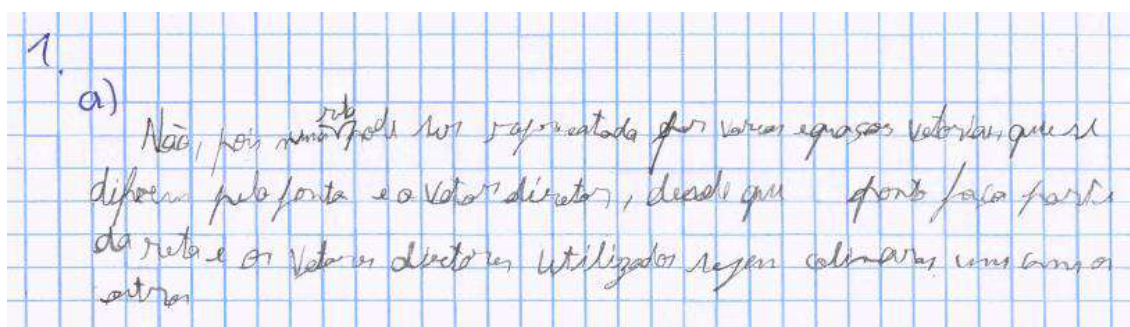 1.
a)
Não, pois uma reta pode ser representada por varias equações vetoriais, que se
diferem pelo ponto e o vetor diretor, desde que ponto faça parte
da reta e os vetores diretores utilizados sejam colineares uns com os
outros